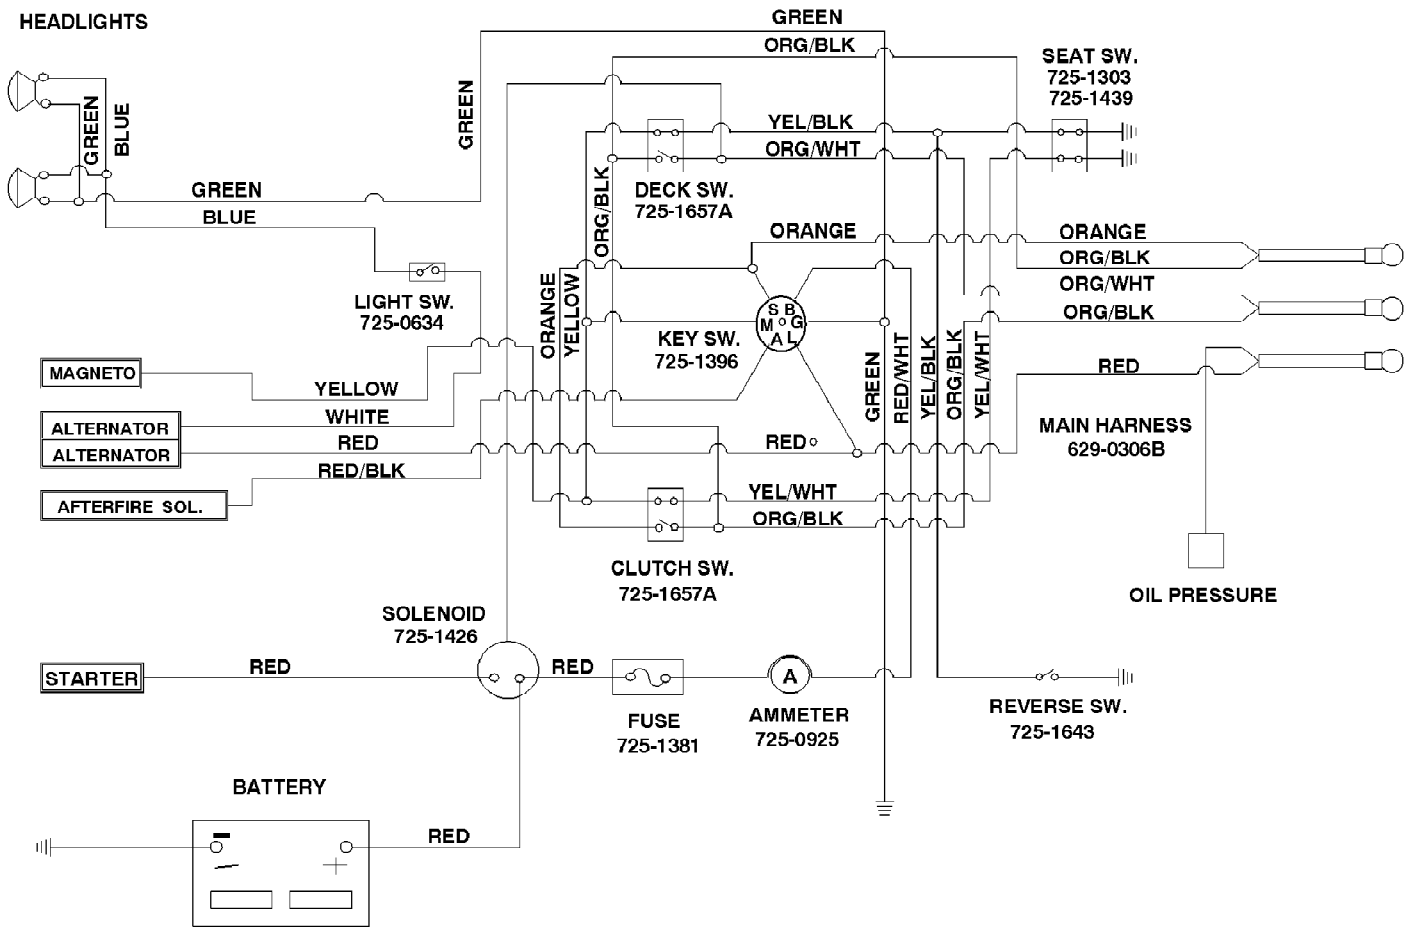 HEADLIGHTS
GREEN
ORG/BLK
SEAT SW.
725-1303
725-1439
GREEN
BLUE
GREEN
YEL/BLK
ORG/WHT
DECK SW.
725-1657A
ORG/BLK
GREEN
BLUE
ORANGE
ORANGE
ORG/BLK
ORG/WHT
ORG/BLK
LIGHT SW.
725-0634
ORANGE
YELLOW
S B
M G
A L
KEY SW.
725-1396
GREEN
RED/WHT
YEL/BLK
ORG/BLK
YEL/WHT
RED
MAGNETO
YELLOW
ALTERNATOR
WHITE
ALTERNATOR
RED
RED
MAIN HARNESS
629-0306B
RED/BLK
AFTERFIRE SOL.
YEL/WHT
ORG/BLK
CLUTCH SW.
725-1657A
OIL PRESSURE
SOLENOID
725-1426
STARTER
RED
RED
A
FUSE
725-1381
AMMETER
725-0925
REVERSE SW.
725-1643
BATTERY
RED